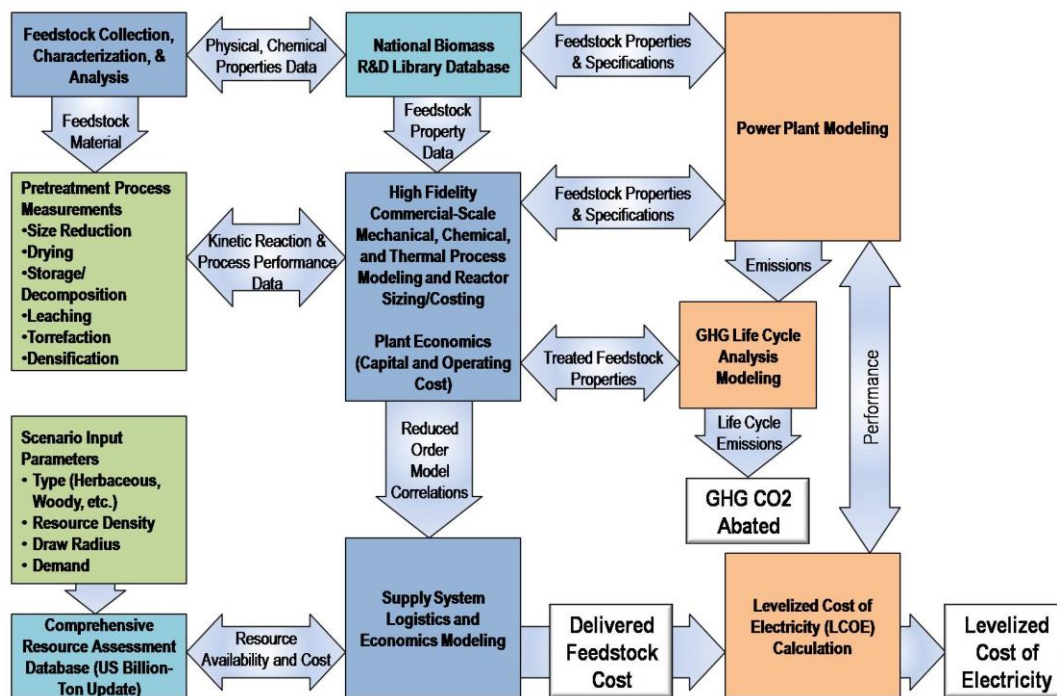 Feedstock Collection,
Characterization, &
Analysis
Physical, Chemical
Properties Data
National Biomass
R&D Library Database
Feedstock Properties
& Specifications
Power Plant Modeling
Feedstock
Material
Feedstock
Property
Data
Pretreatment Process
Measurements
•Size Reduction
•Drying
•Storage/
Decomposition
•Leaching
•Torrefaction
•Densification
Kinetic Reaction &
Process Performance
Data
High Fidelity
Commercial-Scale
Mechanical, Chemical,
and Thermal Process
Modeling and Reactor
Sizing/Costing
Plant Economics
(Capital and Operating
Cost)
Feedstock Properties
& Specifications
Emissions
Treated Feedstock
Properties
GHG Life Cycle
Analysis
Modeling
Performance
Life Cycle
Emissions
GHG CO2
Abated
Reduced
Order
Model
Correlations
Scenario Input
Parameters
• Type (Herbaceous,
Woody, etc.)
• Resource Density
• Draw Radius
• Demand
Comprehensive
Resource Assessment
Database (US Billion-
Ton Update)
Resource
Availability and Cost
Supply System
Logistics and
Economics Modeling
Delivered
Feedstock
Cost
Levelized Cost of
Electricity (LCOE)
Calculation
Levelized
Cost of
Electricity